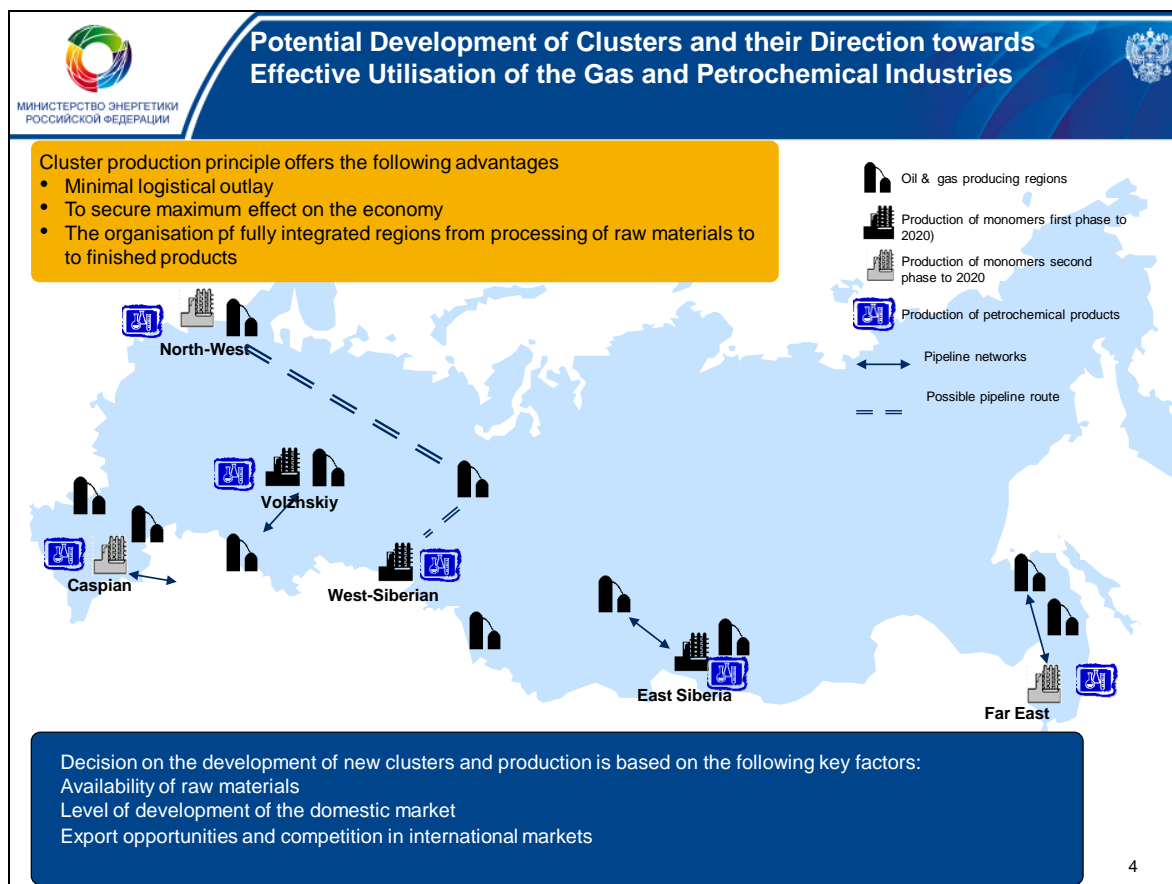 МИНИСТЕРСТВО ЭНЕРГЕТИКИ
РОССИЙСКОЙ ФЕДЕРАЦИИ
Potential Development of Clusters and their Direction towards
Effective Utilisation of the Gas and Petrochemical Industries
Cluster production principle offers the following advantages
• Minimal logistical outlay
• To secure maximum effect on the economy
• The organisation pf fully integrated regions from processing of raw materials to
to finished products
Oil & gas producing regions
Production of monomers first phase to
2020)
Production of monomers second
phase to 2020
Production of petrochemical products
Pipeline networks
Possible pipeline route
North-West
Volzhskiy
Caspian
West-Siberian
East Siberia
Far East
Decision on the development of new clusters and production is based on the following key factors:
Availability of raw materials
Level of development of the domestic market
Export opportunities and competition in international markets
4